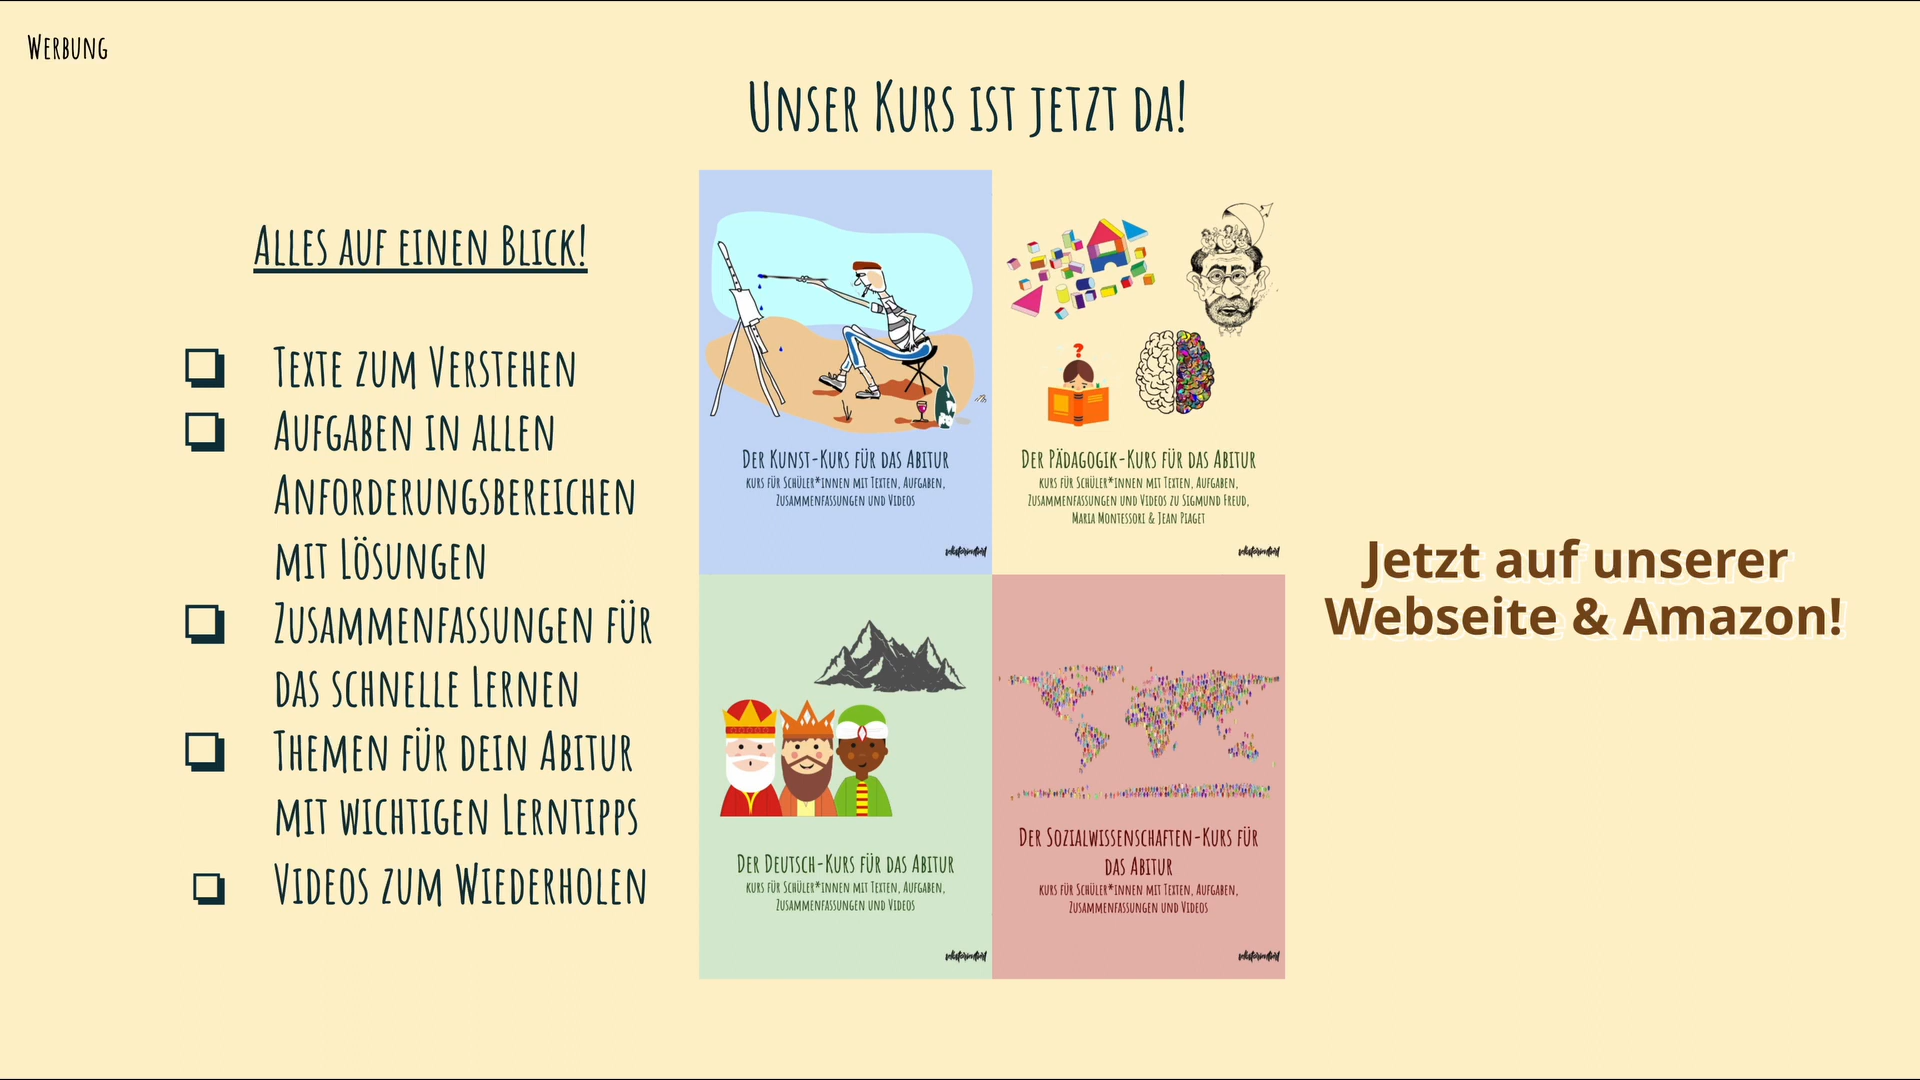 Werbung
Unser Kurs ist jetzt da!
Alles auf einen Blick!
Texte zum Verstehen
Aufgaben in allen
Anforderungsbereichen
mit Lösungen
Zusammenfassungen für
das schnelle Lernen
Themen für dein Abitur
mit wichtigen Lerntipps
Videos zum Wiederholen
Der Kunst-Kurs für das Abitur
kurs für Schüler*innen mit Texten, Aufgaben,
Zusammenfassungen und Videos
Der Pädagogik-Kurs für das Abitur
kurs für Schüler*innen mit Texten, Aufgaben,
Zusammenfassungen und Videos zu Sigmund Freud,
Maria Montessori & Jean Piaget
?
Der Deutsch-Kurs für das Abitur
kurs für Schüler*innen mit Texten, Aufgaben,
Zusammenfassungen und Videos
Der Sozialwissenschaften-Kurs für
das Abitur
kurs für Schüler*innen mit Texten, Aufgaben,
Zusammenfassungen und Videos
Jetzt auf unserer
Webseite & Amazon!